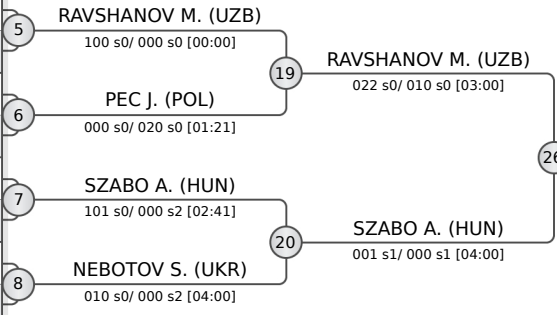 RAVSHANOV M. (UZB)
5
100 s0/ 000 s0 [00:00]
19
RAVSHANOV M. (UZB)
022 s0/ 010 s0 [03:00]
PEC J. (POL)
6
000 s0/ 020 s0 [01:21]
26
SZABO A. (HUN)
7
101 s0/ 000 s2 [02:41]
20
SZABO A. (HUN)
001 s1/ 000 s1 [04:00]
NEBOTOV S. (UKR)
8
010 s0/ 000 s2 [04:00]